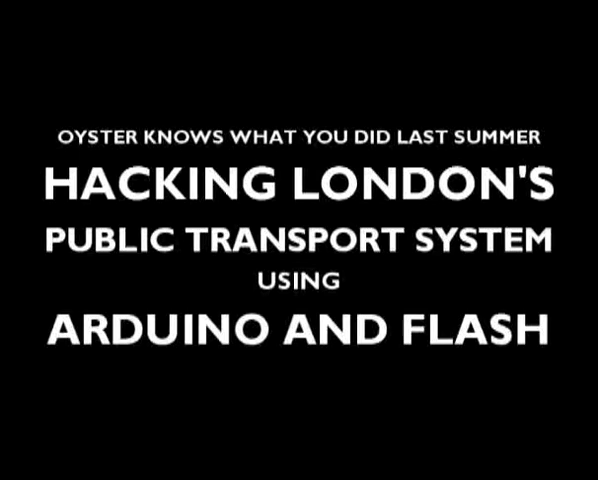 OYSTER KNOWS WHAT YOU DID LAST SUMMER
HACKING LONDON'S
PUBLIC TRANSPORT SYSTEM
USING
ARDUINO AND FLASH